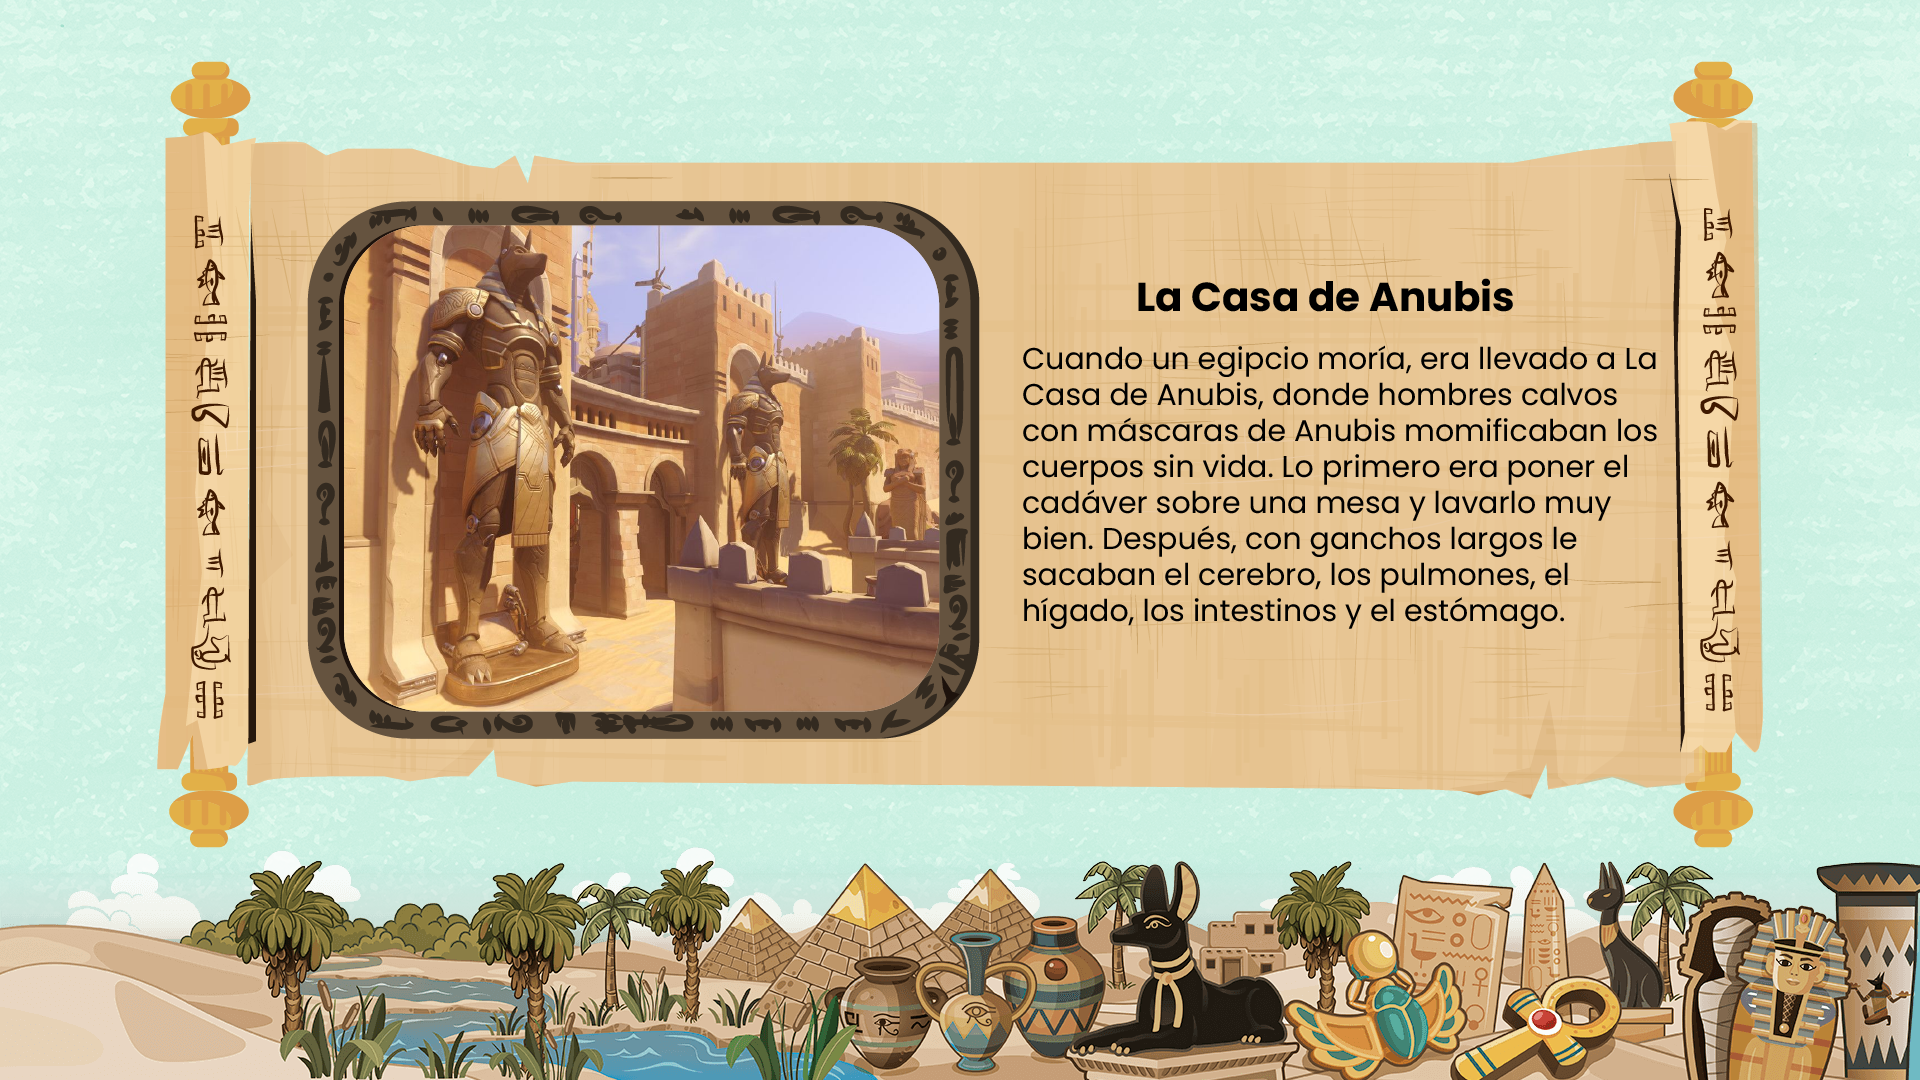 La Casa de Anubis
Cuando un egipcio moría, era llevado a La
Casa de Anubis, donde hombres calvos
con máscaras de Anubis momificaban los
cuerpos sin vida. Lo primero era poner el
cadáver sobre una mesa y lavarlo muy
bien. Después, con ganchos largos le
sacaban el cerebro, los pulmones, el
hígado, los intestinos y el estómago.